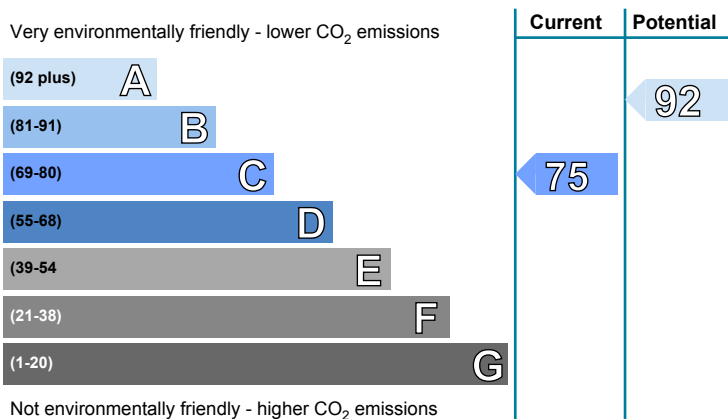 Current Potential
Very environmentally friendly - lower CO2 emissions
(92 plus) A
92
(81-91) B
(69-80) C 75
(55-68) D
(39-54 E
(21-38) F
(1-20) G
Not environmentally friendly - higher CO2 emissions